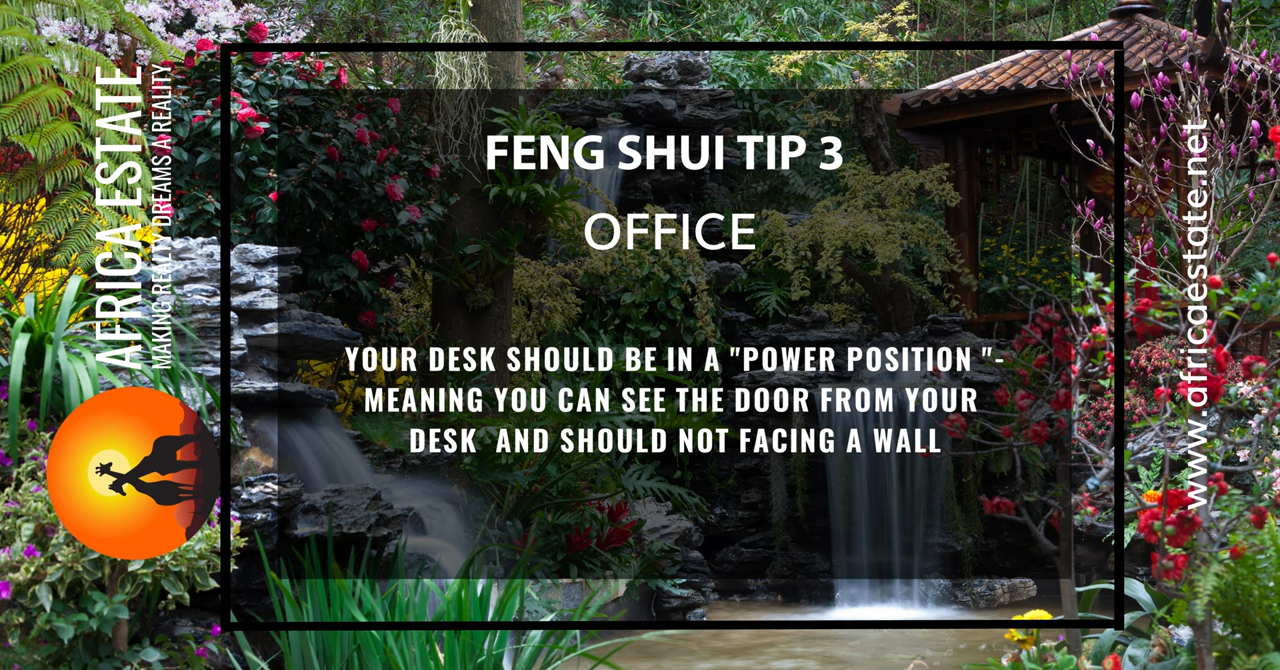 AFRICA ESTATE
MAKING REALTY DREAMS A REALITY
FENG SHUI TIP 3
OFFICE
YOUR DESK SHOULD BE IN A "POWER POSITION "-
MEANING YOU CAN SEE THE DOOR FROM YOUR
DESK AND SHOULD NOT FACING A WALL
www.africaestate.net